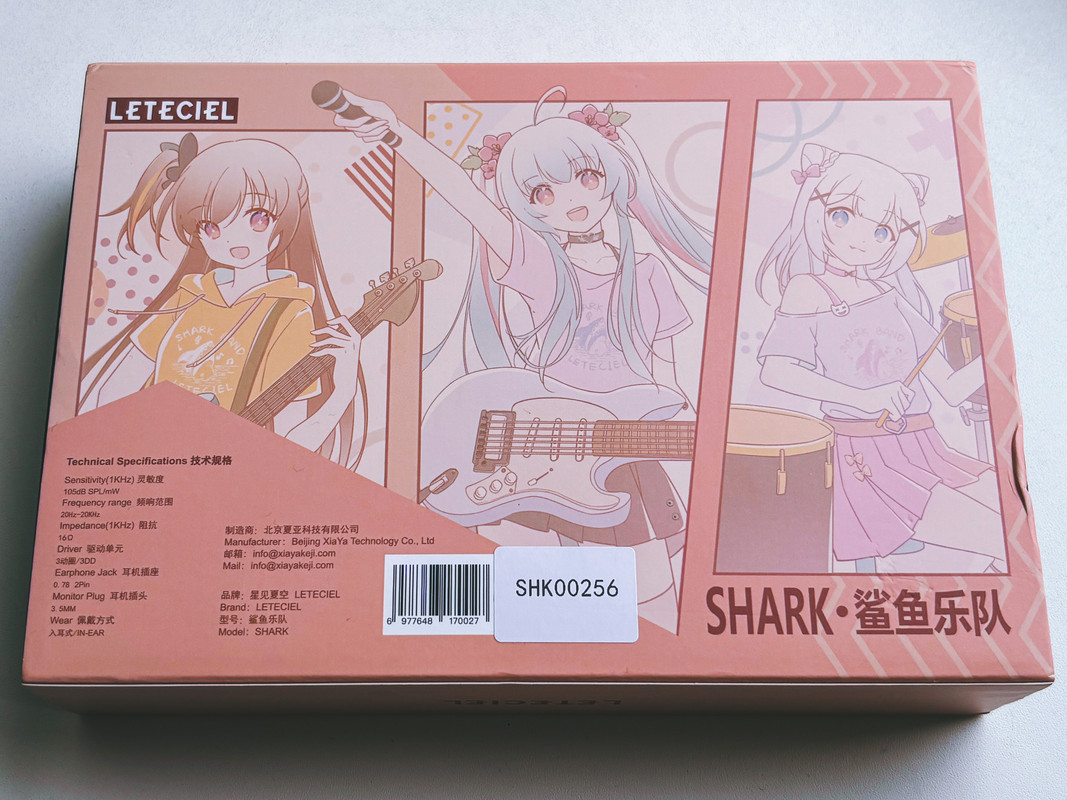 LETECIEL
SHARK
LETECIEL
SHARK
LETECIEL
SHARK
Technical Specifications 技术规格
Sensitivity(1KHz) 灵敏度
105dB SPL/mW
Frequency range 频响范围
20Hz-20KHz
Impedance(1KHz) 阻抗
16Ω
Driver 驱动单元
3动圈/3DD
Earphone Jack 耳机插座
0.78 2Pin
Monitor Plug 耳机插头
3.5MM
Wear 佩戴方式
入耳式/IN-EAR
制造商：北京夏亚科技有限公司
Manufacturer：Beijing XiaYa Technology Co., Ltd
邮箱：info@xiayakeji.com
Mail：info@xiayakeji.com
品牌：星见夏空 LETECIEL
Brand：LETECIEL
型号：鲨鱼乐队
Model：SHARK
6 977648 170027
SHK00256
SHARK·鲨鱼乐队
LETECIEL